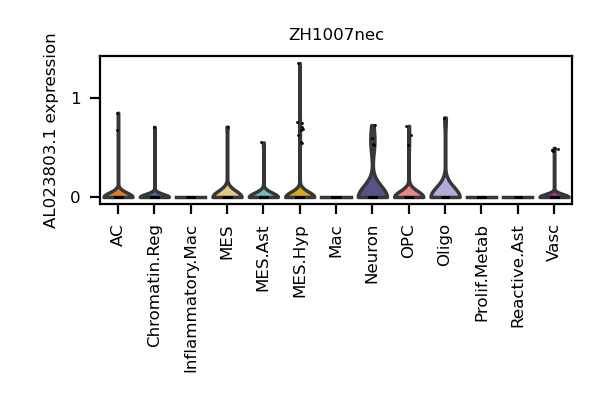 ZH1007nec
AL023803.1 expression
1
0
AC
Chromatin.Reg
Inflammatory.Mac
MES
MES.Ast
MES.Hyp
Mac
Neuron
OPC
Oligo
Prolif.Metab
Reactive.Ast
Vasc